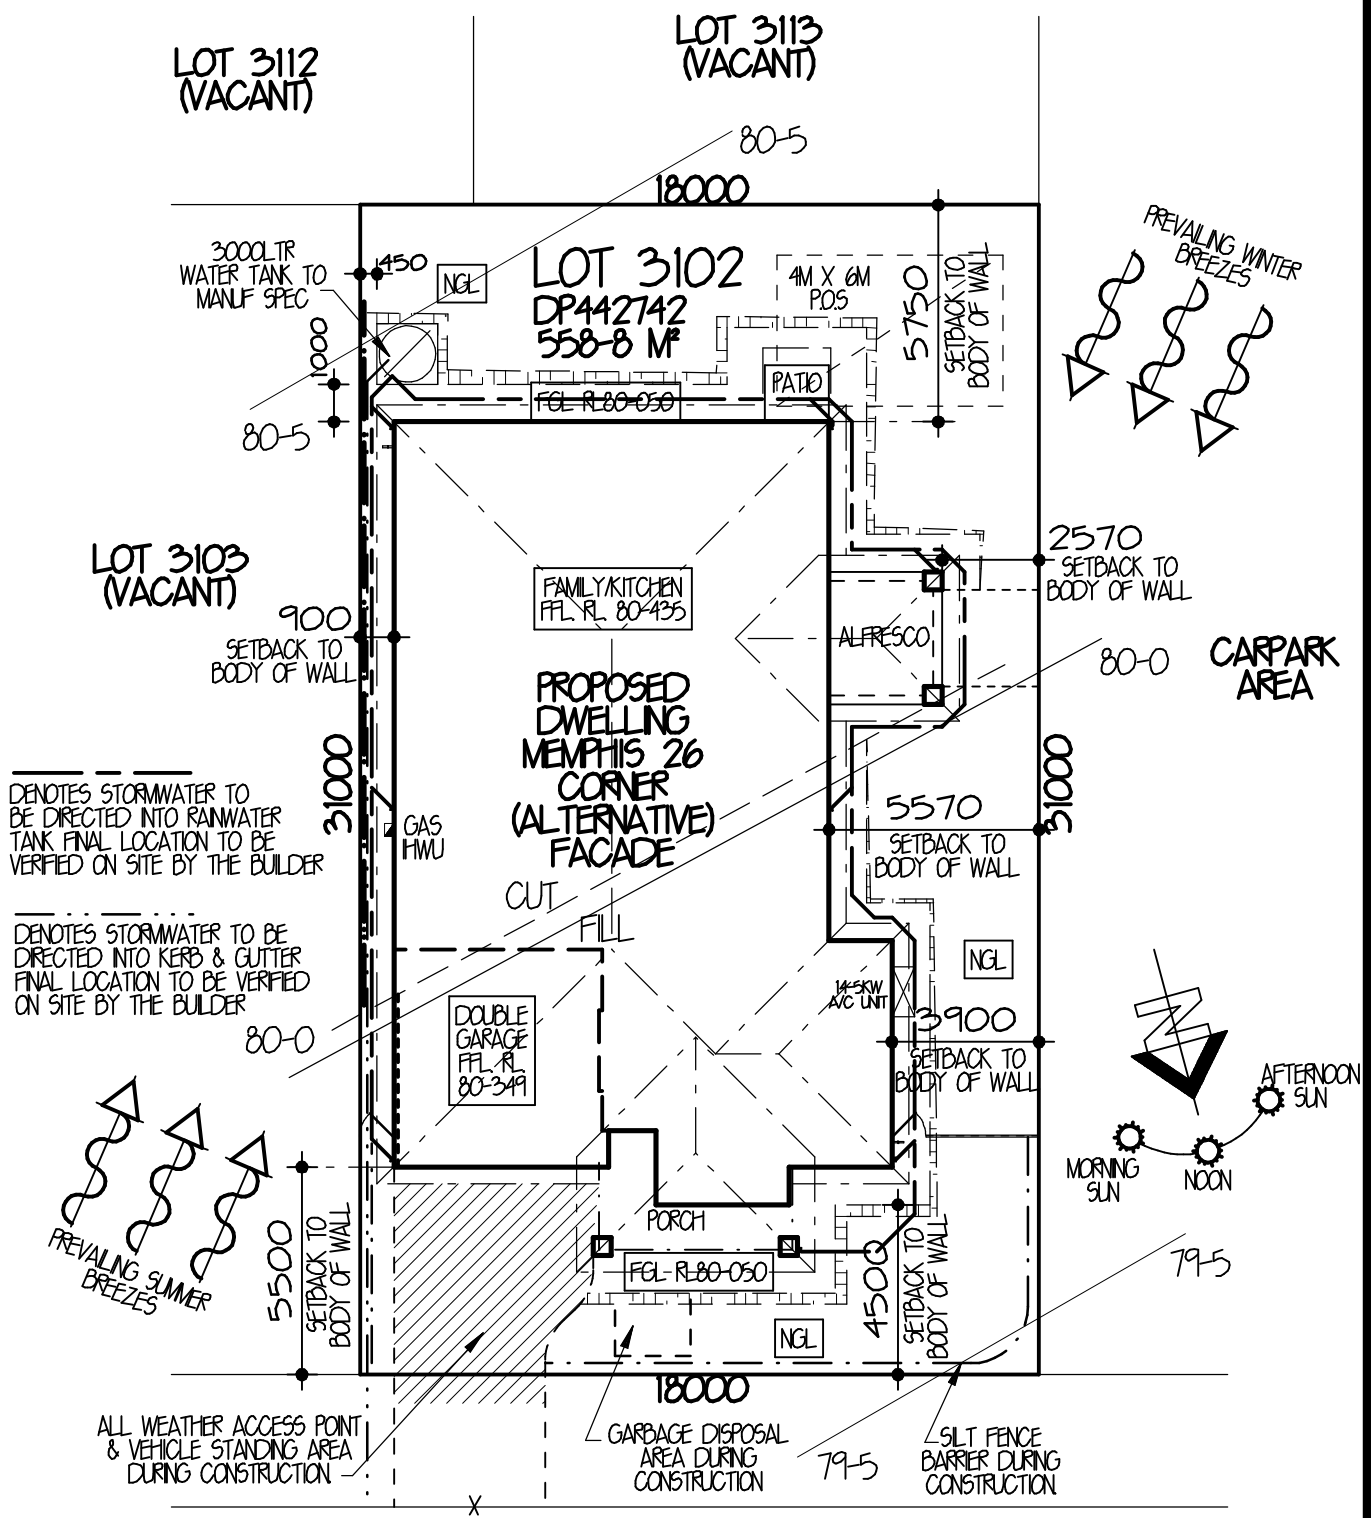 LOT 3112
(VACANT)
LOT 3113
(VACANT)
80-5
18000
3000LTR
WATER TANK TO
MANUF SPEC
450
NGL
LOT 3102
DP442742
558-8 M²
4M X 6M
P.O.S
5750
SETBACK TO
BODY OF WALL
PREVAILING WINTER
BREEZES
1000
PATIO
FGL RL80-050
80-5
LOT 3103
(VACANT)
900
SETBACK TO
BODY OF WALL
FAMILY/KITCHEN
FFL. RL. 80-435
2570
SETBACK TO
BODY OF WALL
ALFRESCO
80-0
CARPARK
AREA
PROPOSED
DWELLING
MEMPHIS 26
CORNER
(ALTERNATIVE)
FACADE
31000
31000
DENOTES STORMWATER TO
BE DIRECTED INTO RAINWATER
TANK FINAL LOCATION TO BE
VERIFIED ON SITE BY THE BUILDER
GAS
HWU
5570
SETBACK TO
BODY OF WALL
CUT
FILL
DENOTES STORMWATER TO BE
DIRECTED INTO KERB & GUTTER
FINAL LOCATION TO BE VERIFIED
ON SITE BY THE BUILDER
NGL
14-5KW
A/C UNIT
80-0
DOUBLE
GARAGE
FFL. RL.
80-349
3900
SETBACK TO
BODY OF WALL
N
AFTERNOON
SUN
MORNING
SUN
NOON
PREVAILING SUMMER
BREEZES
5500
SETBACK TO
BODY OF WALL
PORCH
FGL RL80-050
4500
SETBACK TO
BODY OF WALL
79-5
NGL
18000
ALL WEATHER ACCESS POINT
& VEHICLE STANDING AREA
DURING CONSTRUCTION.
GARBAGE DISPOSAL
AREA DURING
CONSTRUCTION
79-5
SILT FENCE
BARRIER DURING
CONSTRUCTION.
X